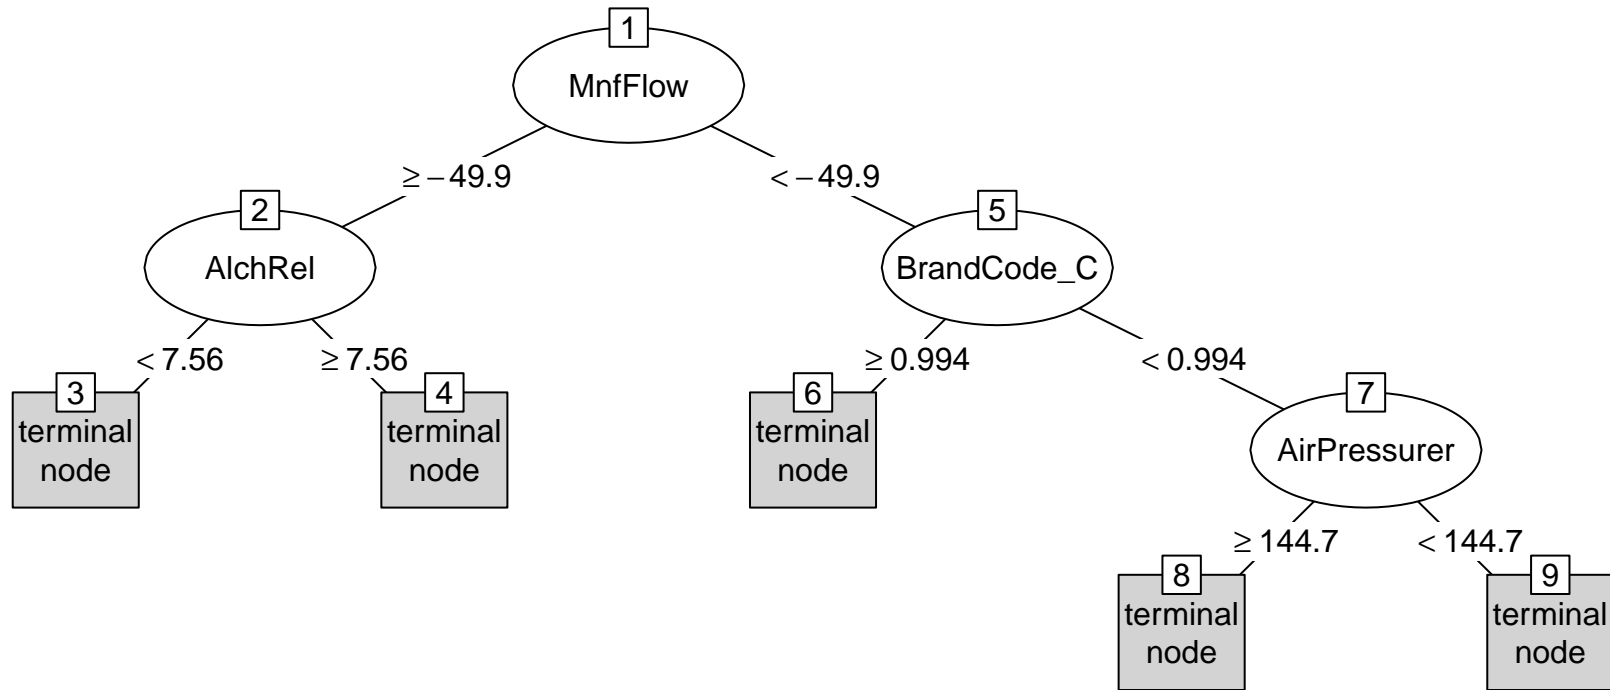 1
MnfFlow
≥ −49.9
< −49.9
2
AlchRel
5
BrandCode_C
< 7.56
≥ 7.56
≥ 0.994
< 0.994
3
terminal
node
4
terminal
node
6
terminal
node
7
AirPressurer
≥ 144.7
< 144.7
8
terminal
node
9
terminal
node